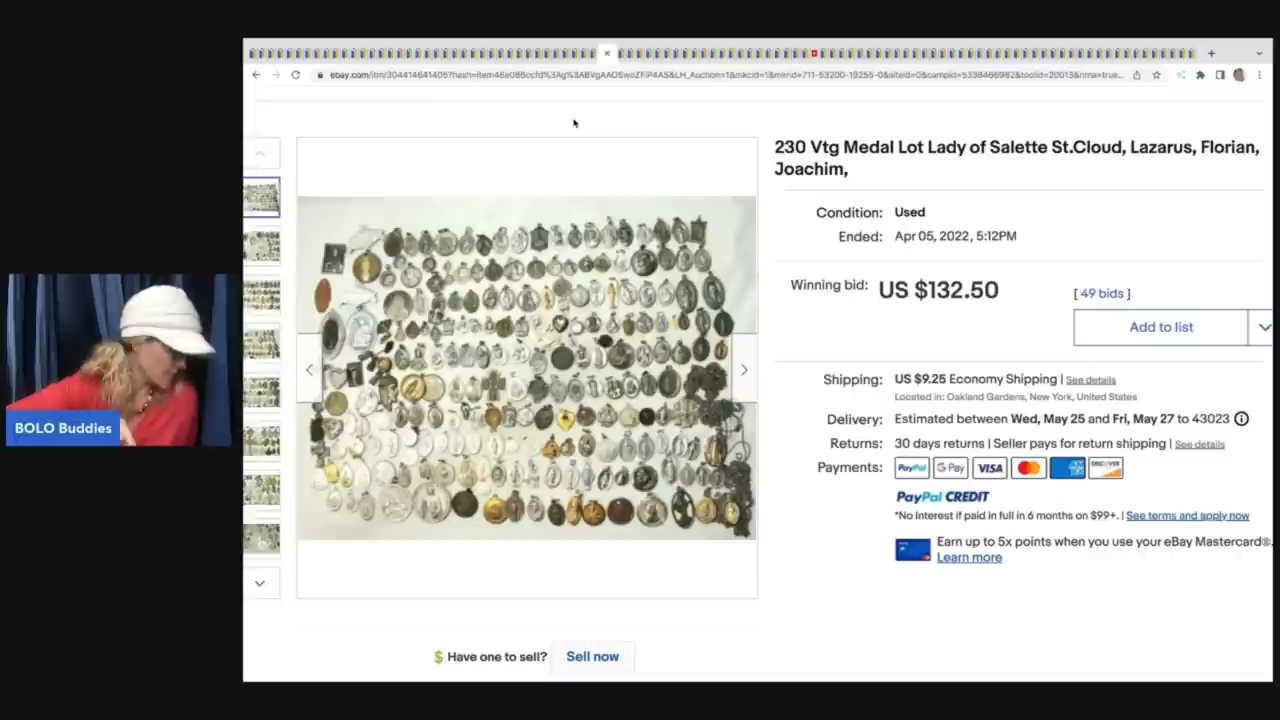 230 Vtg Medal Lot Lady of Salette St.Cloud, Lazarus, Florian,
Joachim,
Condition: Used
Ended: Apr 05, 2022, 5:12PM
Winning bid: US $132.50 [ 49 bids ]
Add to list
Shipping: US $9.25 Economy Shipping | See details
Located in: Oakland Gardens, New York, United States
Delivery: Estimated between Wed, May 25 and Fri, May 27 to 43023
Returns: 30 days returns | Seller pays for return shipping | See details
Payments: PayPal G Pay VISA MasterCard DISCOVER
PayPal CREDIT
*No Interest if paid in full in 6 months on $99+. | See terms and apply now
Earn up to 5x points when you use your eBay Mastercard®.
Learn more
$ Have one to sell? Sell now
BOLO Buddies